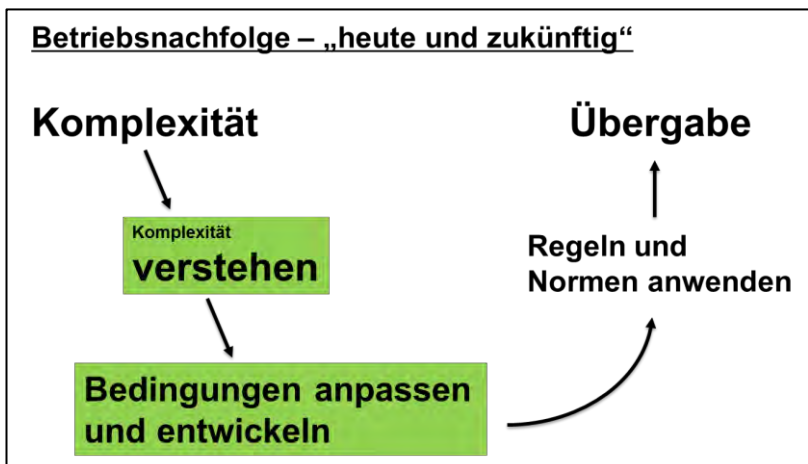 Betriebsnachfolge – „heute und zukünftig“
Komplexität
Komplexität
verstehen
Bedingungen anpassen
und entwickeln
Regeln und
Normen anwenden
Übergabe